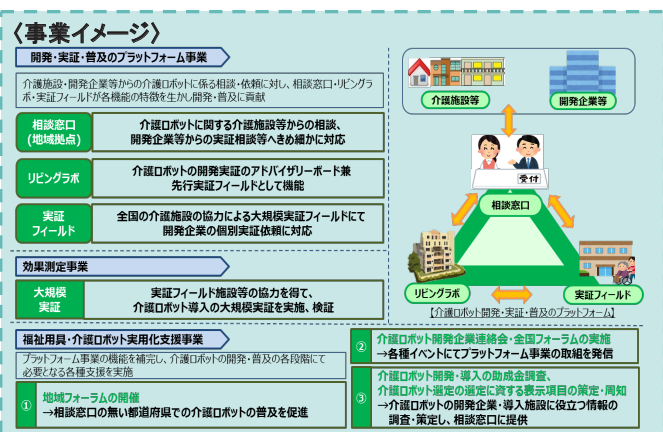 〈事業イメージ〉
開発・実証・普及のプラットフォーム事業
介護施設・開発企業等からの介護ロボットに係る相談・依頼に対し、相談窓口・リビングラ
ボ・実証フィールドが各機能の特徴を生かし開発・普及に貢献
相談窓口
(地域拠点)
介護ロボットに関する介護施設等からの相談、
開発企業等からの実証相談等へきめ細かに対応
リビングラボ
介護ロボットの開発実証のアドバイザリーボード兼
先行実証フィールドとして機能
実証
フィールド
全国の介護施設の協力による大規模実証フィールドにて
開発企業の個別実証依頼に対応
効果測定事業
大規模
実証
実証フィールド施設等の協力を得て、
介護ロボット導入の大規模実証を実施、検証
介護施設等
開発企業等
受付
相談窓口
リビングラボ
実証フィールド
【介護ロボット開発・実証・普及のプラットフォーム】
福祉用具・介護ロボット実用化支援事業
プラットフォーム事業の機能を補完し、介護ロボットの開発・普及の各段階にて
必要となる各種支援を実施
① 地域フォーラムの開催
→相談窓口の無い都道府県での介護ロボットの普及を促進
② 介護ロボット開発企業連絡会・全国フォーラムの実施
→各種イベントにてプラットフォーム事業の取組を発信
③ 介護ロボット開発・導入の助成金調査、
介護ロボット選定の選定に資する表示項目の策定・周知
→介護ロボットの開発企業・導入施設に役立つ情報の
調査・策定し、相談窓口に提供